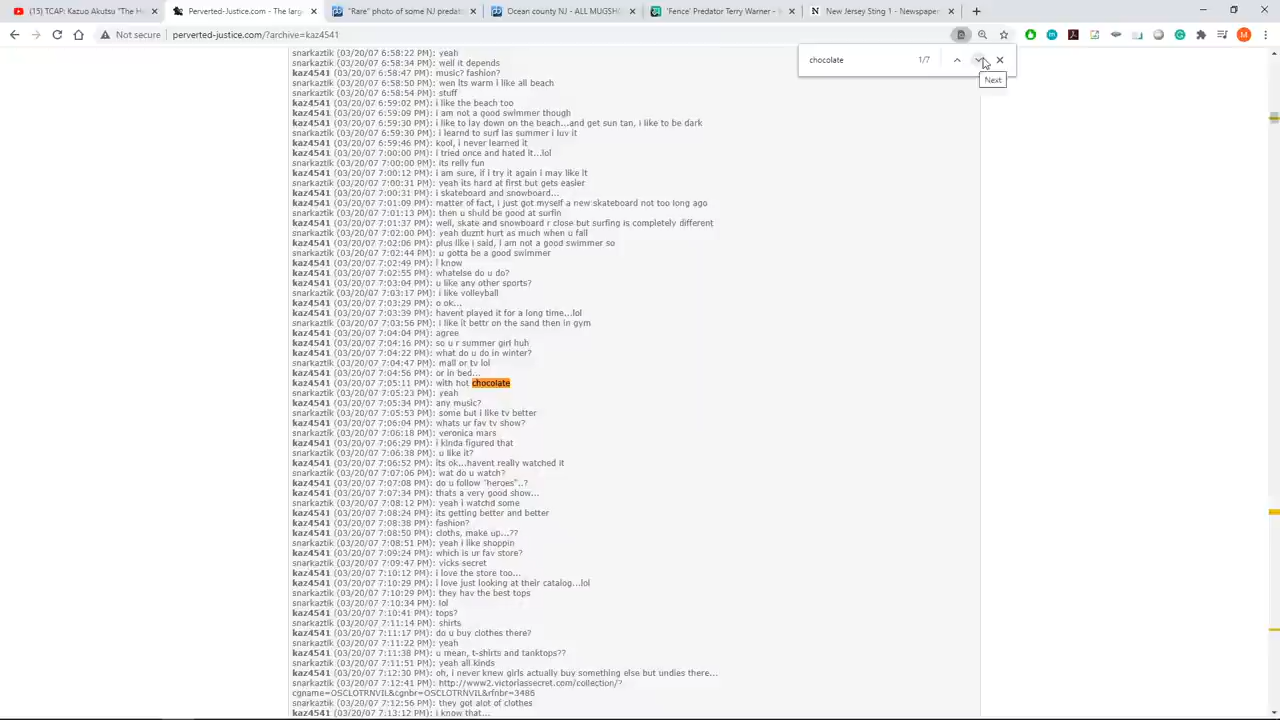 (15) TCAP: Kazuo Akutsu "The H
Perverted-Justice.com - The large
"Rare" photo of some NJ predat
Ocean county NJ - ALL MUGSH
'Fence' Predator Terry Warner -
New Jersey Sting 1 - Newspaper
Not secure
perverted-justice.com/?archive=kaz4541
M
chocolate
1/7
Next
snarkaztik (03/20/07 6:58:22 PM): yeah
snarkaztik (03/20/07 6:58:34 PM): well it depends
kaz4541 (03/20/07 6:58:47 PM): music? fashion?
snarkaztik (03/20/07 6:58:50 PM): wen its warm i like all beach
snarkaztik (03/20/07 6:58:54 PM): stuff
kaz4541 (03/20/07 6:59:02 PM): i like the beach too
kaz4541 (03/20/07 6:59:09 PM): i am not a good swimmer though
kaz4541 (03/20/07 6:59:30 PM): i like to lay down on the beach...and get sun tan, i like to be dark
snarkaztik (03/20/07 6:59:30 PM): i learnd to surf las summer i luv it
kaz4541 (03/20/07 6:59:46 PM): kool, i never learned it
kaz4541 (03/20/07 7:00:00 PM): i tried once and hated it...lol
snarkaztik (03/20/07 7:00:00 PM): its relly fun
kaz4541 (03/20/07 7:00:12 PM): i am sure, if i try it again i may like it
snarkaztik (03/20/07 7:00:31 PM): yeah its hard at first but gets easier
kaz4541 (03/20/07 7:00:31 PM): i skateboard and snowboard...
kaz4541 (03/20/07 7:01:09 PM): matter of fact, i just got myself a new skateboard not too long ago
snarkaztik (03/20/07 7:01:13 PM): then u shuld be good at surfin
kaz4541 (03/20/07 7:01:37 PM): well, skate and snowboard r close but surfing is completely different
snarkaztik (03/20/07 7:02:00 PM): yeah duznt hurt as much when u fall
kaz4541 (03/20/07 7:02:06 PM): plus like i said, i am not a good swimmer so
snarkaztik (03/20/07 7:02:44 PM): u gotta be a good swimmer
kaz4541 (03/20/07 7:02:49 PM): i know
kaz4541 (03/20/07 7:02:55 PM): whatelse do u do?
kaz4541 (03/20/07 7:03:04 PM): u like any other sports?
snarkaztik (03/20/07 7:03:17 PM): i like volleyball
kaz4541 (03/20/07 7:03:29 PM): o ok...
kaz4541 (03/20/07 7:03:39 PM): havent played it for a long time...lol
snarkaztik (03/20/07 7:03:56 PM): i like it bettr on the sand then in gym
kaz4541 (03/20/07 7:04:04 PM): agree
kaz4541 (03/20/07 7:04:16 PM): so u r summer girl huh
kaz4541 (03/20/07 7:04:22 PM): what do u do in winter?
snarkaztik (03/20/07 7:04:47 PM): mall or tv lol
kaz4541 (03/20/07 7:04:56 PM): or in bed...
kaz4541 (03/20/07 7:05:11 PM): with hot chocolate
snarkaztik (03/20/07 7:05:23 PM): yeah
kaz4541 (03/20/07 7:05:34 PM): any music?
snarkaztik (03/20/07 7:05:53 PM): some but i like tv better
kaz4541 (03/20/07 7:06:04 PM): whats ur fav tv show?
snarkaztik (03/20/07 7:06:18 PM): veronica mars
kaz4541 (03/20/07 7:06:29 PM): i kinda figured that
snarkaztik (03/20/07 7:06:38 PM): u like it?
kaz4541 (03/20/07 7:06:52 PM): its ok...havent really watched it
snarkaztik (03/20/07 7:07:06 PM): wat do u watch?
kaz4541 (03/20/07 7:07:08 PM): do u follow "heroes"..?
kaz4541 (03/20/07 7:07:34 PM): thats a very good show...
snarkaztik (03/20/07 7:08:12 PM): yeah i watchd some
kaz4541 (03/20/07 7:08:24 PM): its getting better and better
kaz4541 (03/20/07 7:08:38 PM): fashion?
kaz4541 (03/20/07 7:08:50 PM): cloths, make up...??
snarkaztik (03/20/07 7:08:51 PM): yeah i like shoppin
kaz4541 (03/20/07 7:09:24 PM): which is ur fav store?
snarkaztik (03/20/07 7:09:47 PM): vicks secret
kaz4541 (03/20/07 7:10:12 PM): i love the store too...
kaz4541 (03/20/07 7:10:29 PM): i love just looking at their catalog...lol
snarkaztik (03/20/07 7:10:29 PM): they hav the best tops
snarkaztik (03/20/07 7:10:34 PM): lol
kaz4541 (03/20/07 7:10:41 PM): tops?
snarkaztik (03/20/07 7:11:14 PM): shirts
kaz4541 (03/20/07 7:11:17 PM): do u buy clothes there?
snarkaztik (03/20/07 7:11:22 PM): yeah
kaz4541 (03/20/07 7:11:38 PM): u mean, t-shirts and tanktops??
snarkaztik (03/20/07 7:11:51 PM): yeah all kinds
kaz4541 (03/20/07 7:12:30 PM): oh, i never knew girls actually buy something else but undies there...
snarkaztik (03/20/07 7:12:41 PM): http://www2.victoriassecret.com/collection/?
cgname=OSCLOTRNVIL&cgnbr=OSCLOTRNVIL&rfnbr=3486
snarkaztik (03/20/07 7:12:56 PM): they got alot of clothes
kaz4541 (03/20/07 7:13:12 PM): i know that...